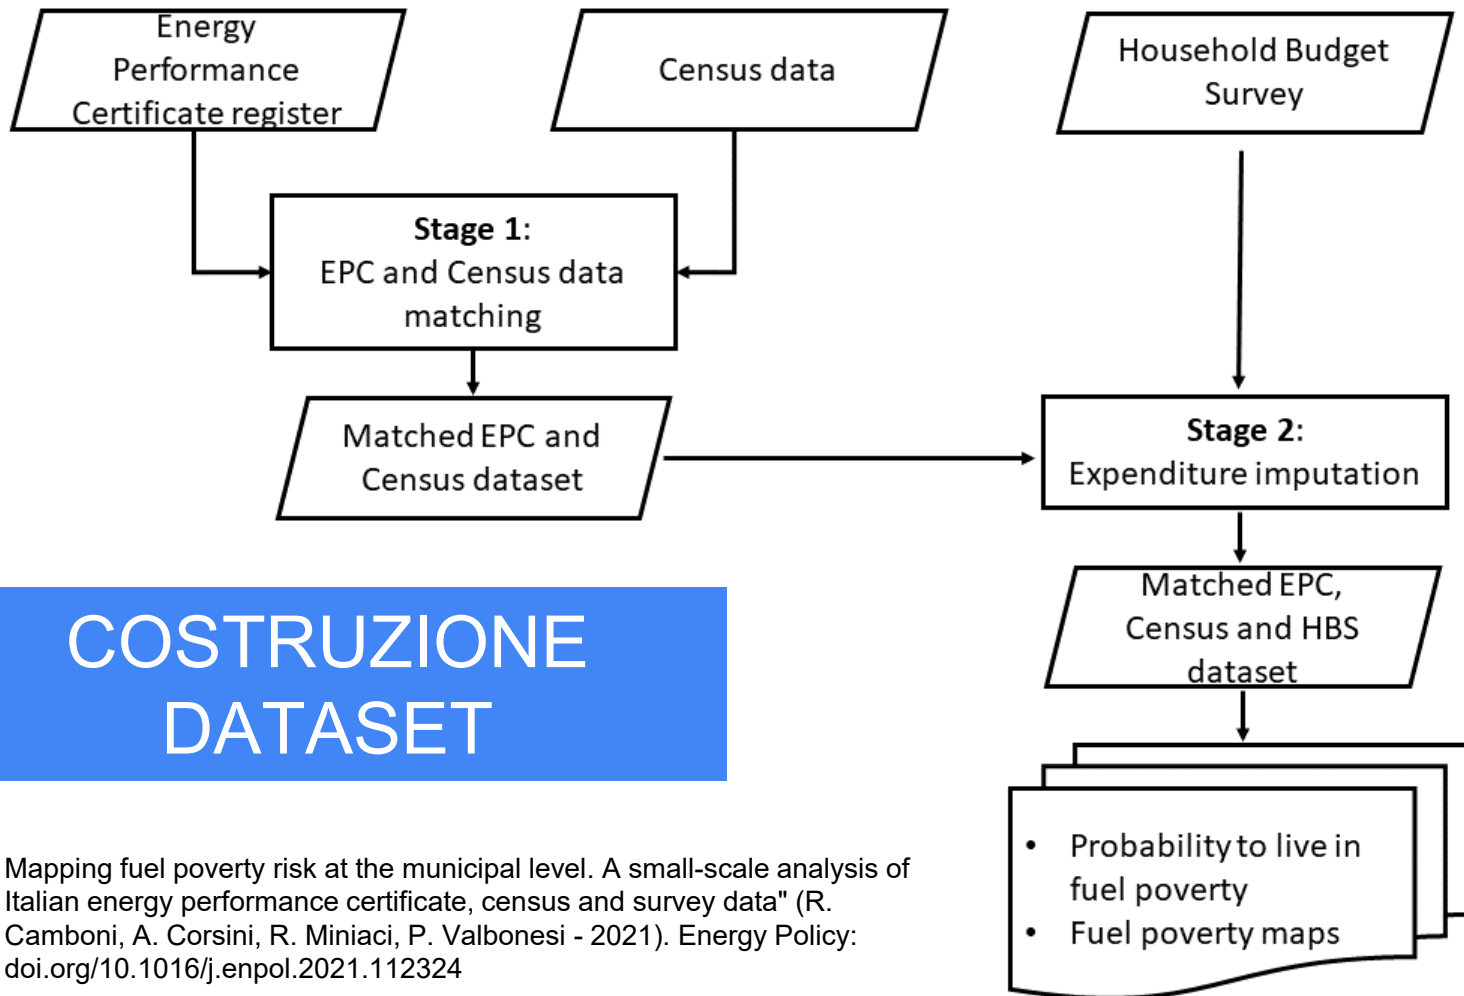 Energy
Performance
Certificate register
Census data
Household Budget
Survey
Stage 1:
EPC and Census data
matching
Matched EPC and
Census dataset
Stage 2:
Expenditure imputation
Matched EPC,
Census and HBS
dataset
COSTRUZIONE
DATASET
• Probability to live in
fuel poverty
• Fuel poverty maps
Mapping fuel poverty risk at the municipal level. A small-scale analysis of
Italian energy performance certificate, census and survey data" (R.
Camboni, A. Corsini, R. Miniaci, P. Valbonesi - 2021). Energy Policy:
doi.org/10.1016/j.enpol.2021.112324